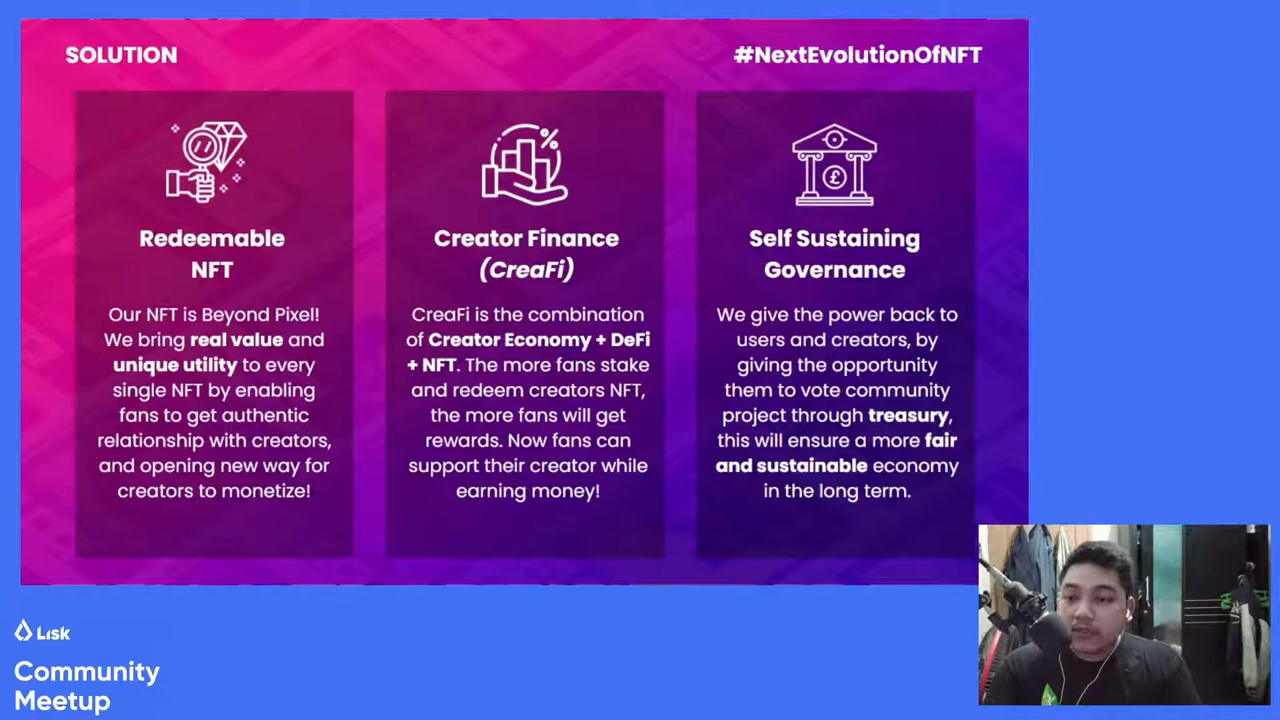 SOLUTION
#NextEvolutionOfNFT
Redeemable
NFT
Our NFT is Beyond Pixel!
We bring real value and
unique utility to every
single NFT by enabling
fans to get authentic
relationship with creators,
and opening new way for
creators to monetize!
Creator Finance
(CreaFi)
CreaFi is the combination
of Creator Economy + DeFi
+ NFT. The more fans stake
and redeem creators NFT,
the more fans will get
rewards. Now fans can
support their creator while
earning money!
Self Sustaining
Governance
We give the power back to
users and creators, by
giving the opportunity
them to vote community
project through treasury,
this will ensure a more fair
and sustainable economy
in the long term.
Lisk
Community
Meetup